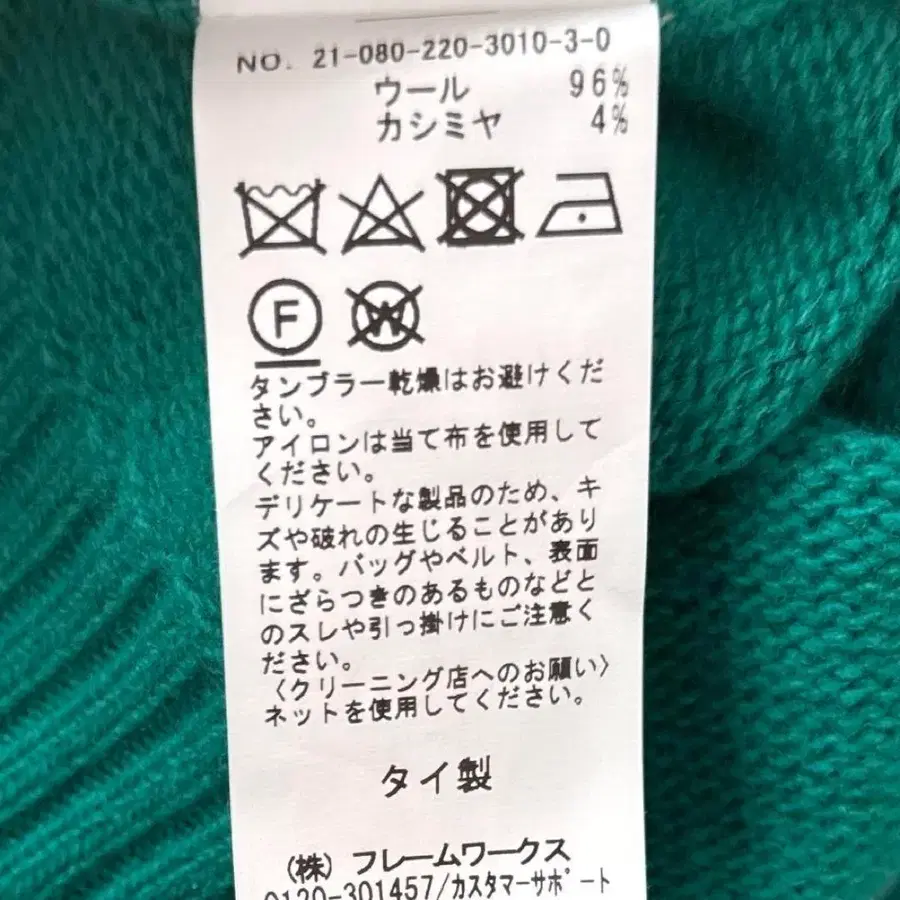 NO. 21-080-220-3010-3-0
ウール 96%
カシミヤ 4%
F
W
タンブラー乾燥はお避けくだ
さい。
アイロンは当て布を使用して
ください。
デリケートな製品のため、キ
ズや破れの生じることがあり
ます。バッグやベルト、表面
にざらつきのあるものなどと
のスレや引っ掛けにご注意く
ださい。
〈クリーニング店へのお願い〉
ネットを使用してください。
タイ製
(株) フレームワークス
0120-301457/カスタマーサポート